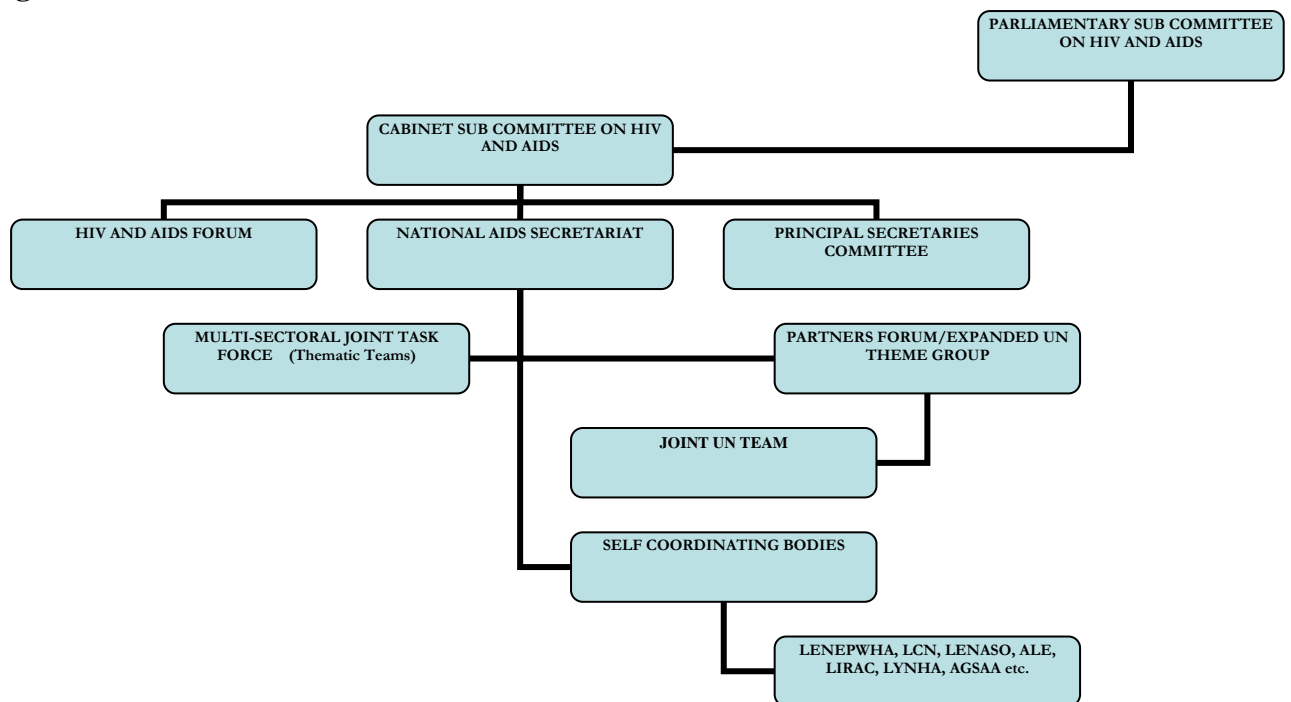 PARLIAMENTARY SUB COMMITTEE
ON HIV AND AIDS
CABINET SUB COMMITTEE ON HIV
AND AIDS
HIV AND AIDS FORUM
NATIONAL AIDS SECRETARIAT
PRINCIPAL SECRETARIES
COMMITTEE
MULTI-SECTORAL JOINT TASK
FORCE (Thematic Teams)
PARTNERS FORUM/EXPANDED UN
THEME GROUP
JOINT UN TEAM
SELF COORDINATING BODIES
LENEPWHA, LCN, LENASO, ALE,
LIRAC, LYNHA, AGSAA etc.